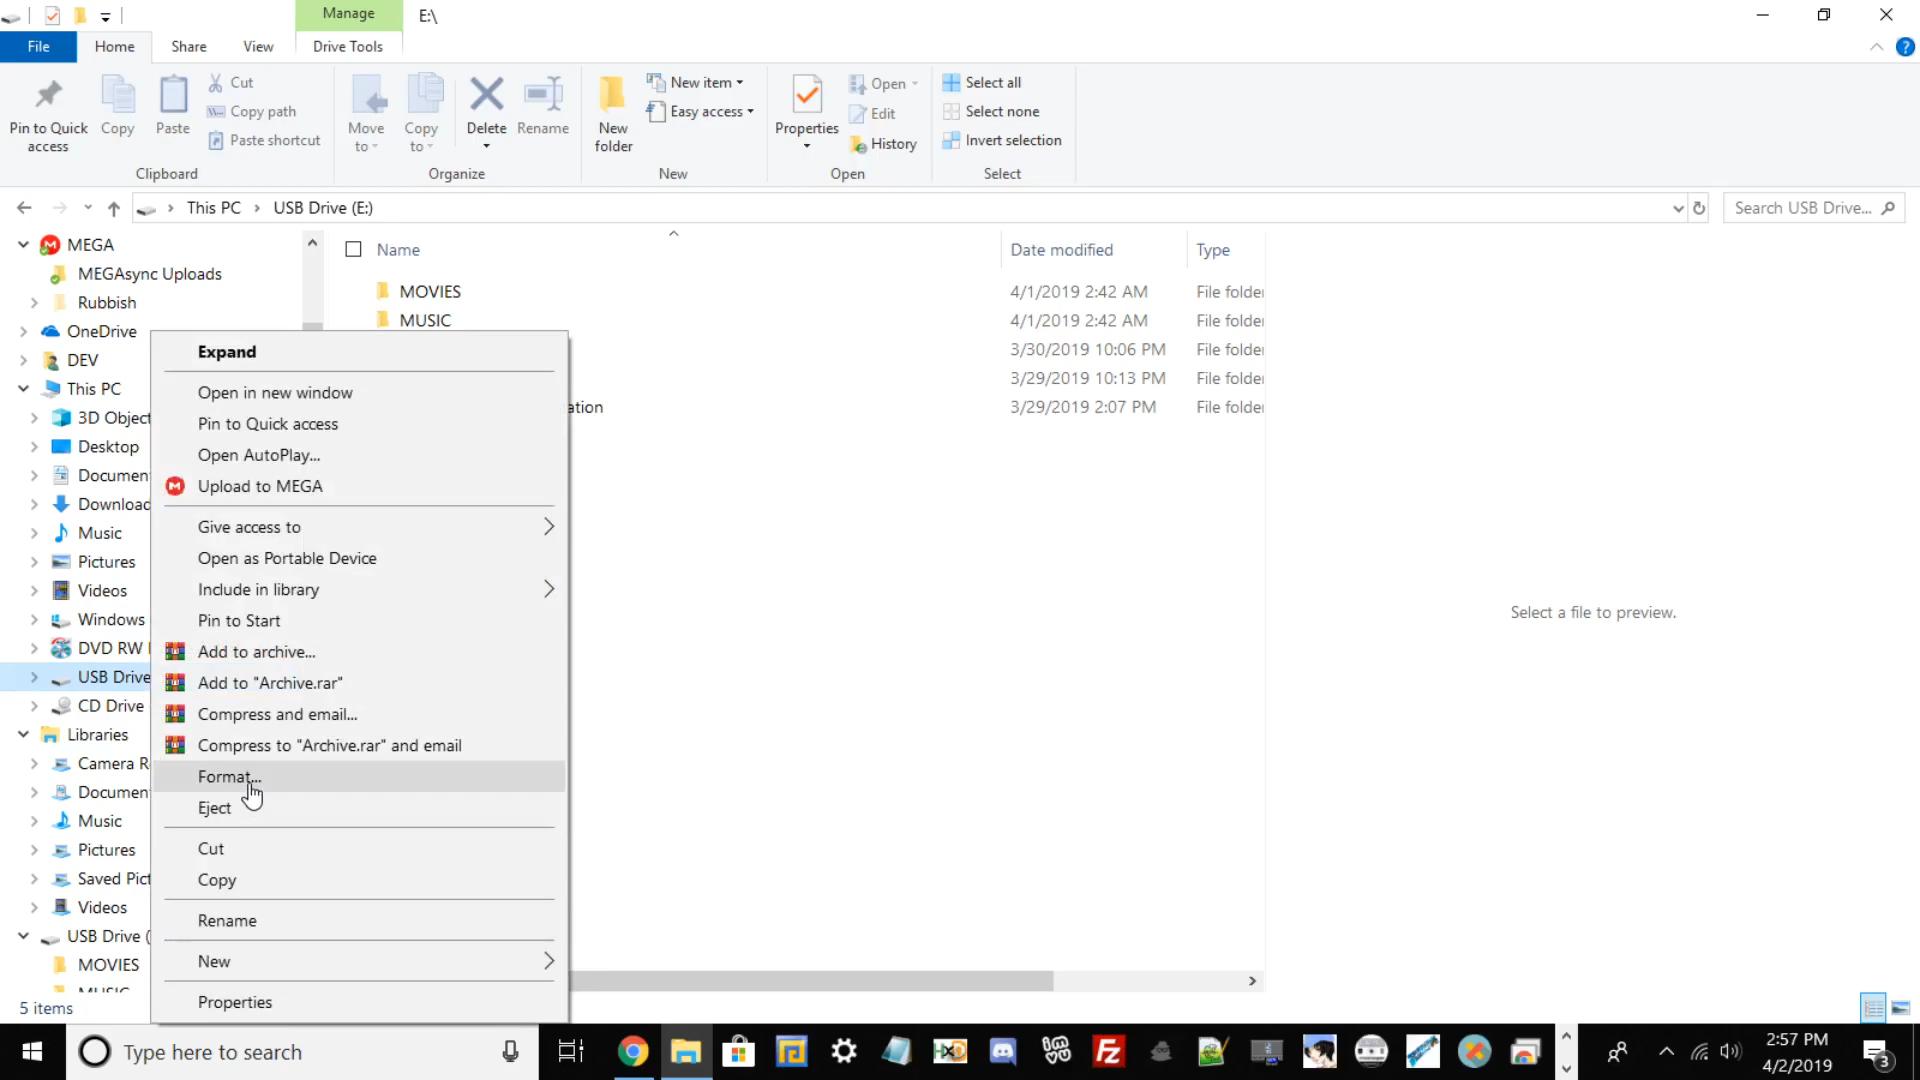 Manage
E:\
File
Home
Share
View
Drive Tools
Pin to Quick access
Copy
Paste
Cut
Copy path
Paste shortcut
Clipboard
Move to
Copy to
Delete
Rename
Organize
New folder
New item
Easy access
New
Properties
Open
Edit
History
Open
Select all
Select none
Invert selection
Select
This PC > USB Drive (E:)
Search USB Drive...
MEGA
MEGAsync Uploads
Rubbish
OneDrive
DEV
This PC
3D Object
Desktop
Documen
Download
Music
Pictures
Videos
Windows
DVD RW
USB Drive
CD Drive
Libraries
Camera R
Documen
Music
Pictures
Saved Pict
Videos
USB Drive (
MOVIES
MUSIC
5 items
Expand
Open in new window
Pin to Quick access
Open AutoPlay...
Upload to MEGA
Give access to
Open as Portable Device
Include in library
Pin to Start
Add to archive...
Add to "Archive.rar"
Compress and email...
Compress to "Archive.rar" and email
Format...
Eject
Cut
Copy
Rename
New
Properties
Name
Date modified
Type
MOVIES
4/1/2019 2:42 AM
File folder
MUSIC
4/1/2019 2:42 AM
File folder
3/30/2019 10:06 PM
File folder
3/29/2019 10:13 PM
File folder
ation
3/29/2019 2:07 PM
File folder
Select a file to preview.
Type here to search
2:57 PM
4/2/2019
3